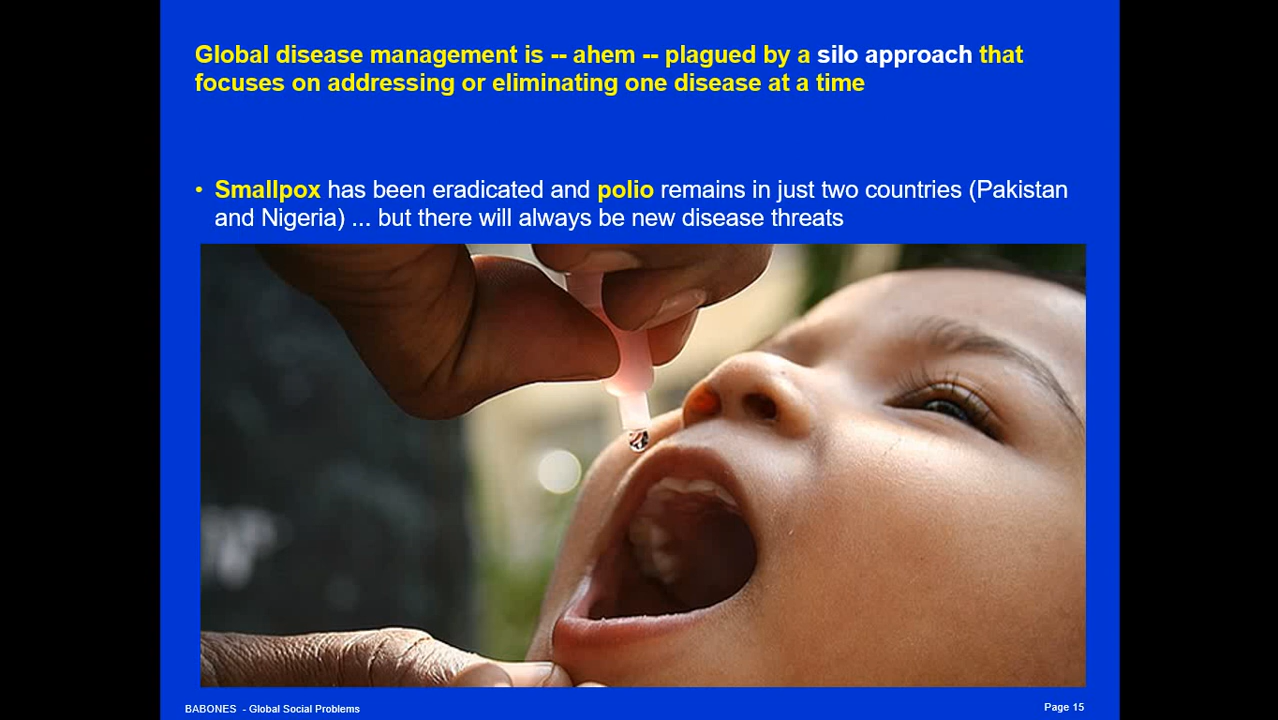 Global disease management is -- ahem -- plagued by a silo approach that
focuses on addressing or eliminating one disease at a time
• Smallpox has been eradicated and polio remains in just two countries (Pakistan
and Nigeria) ... but there will always be new disease threats
BABONES - Global Social Problems
Page 15